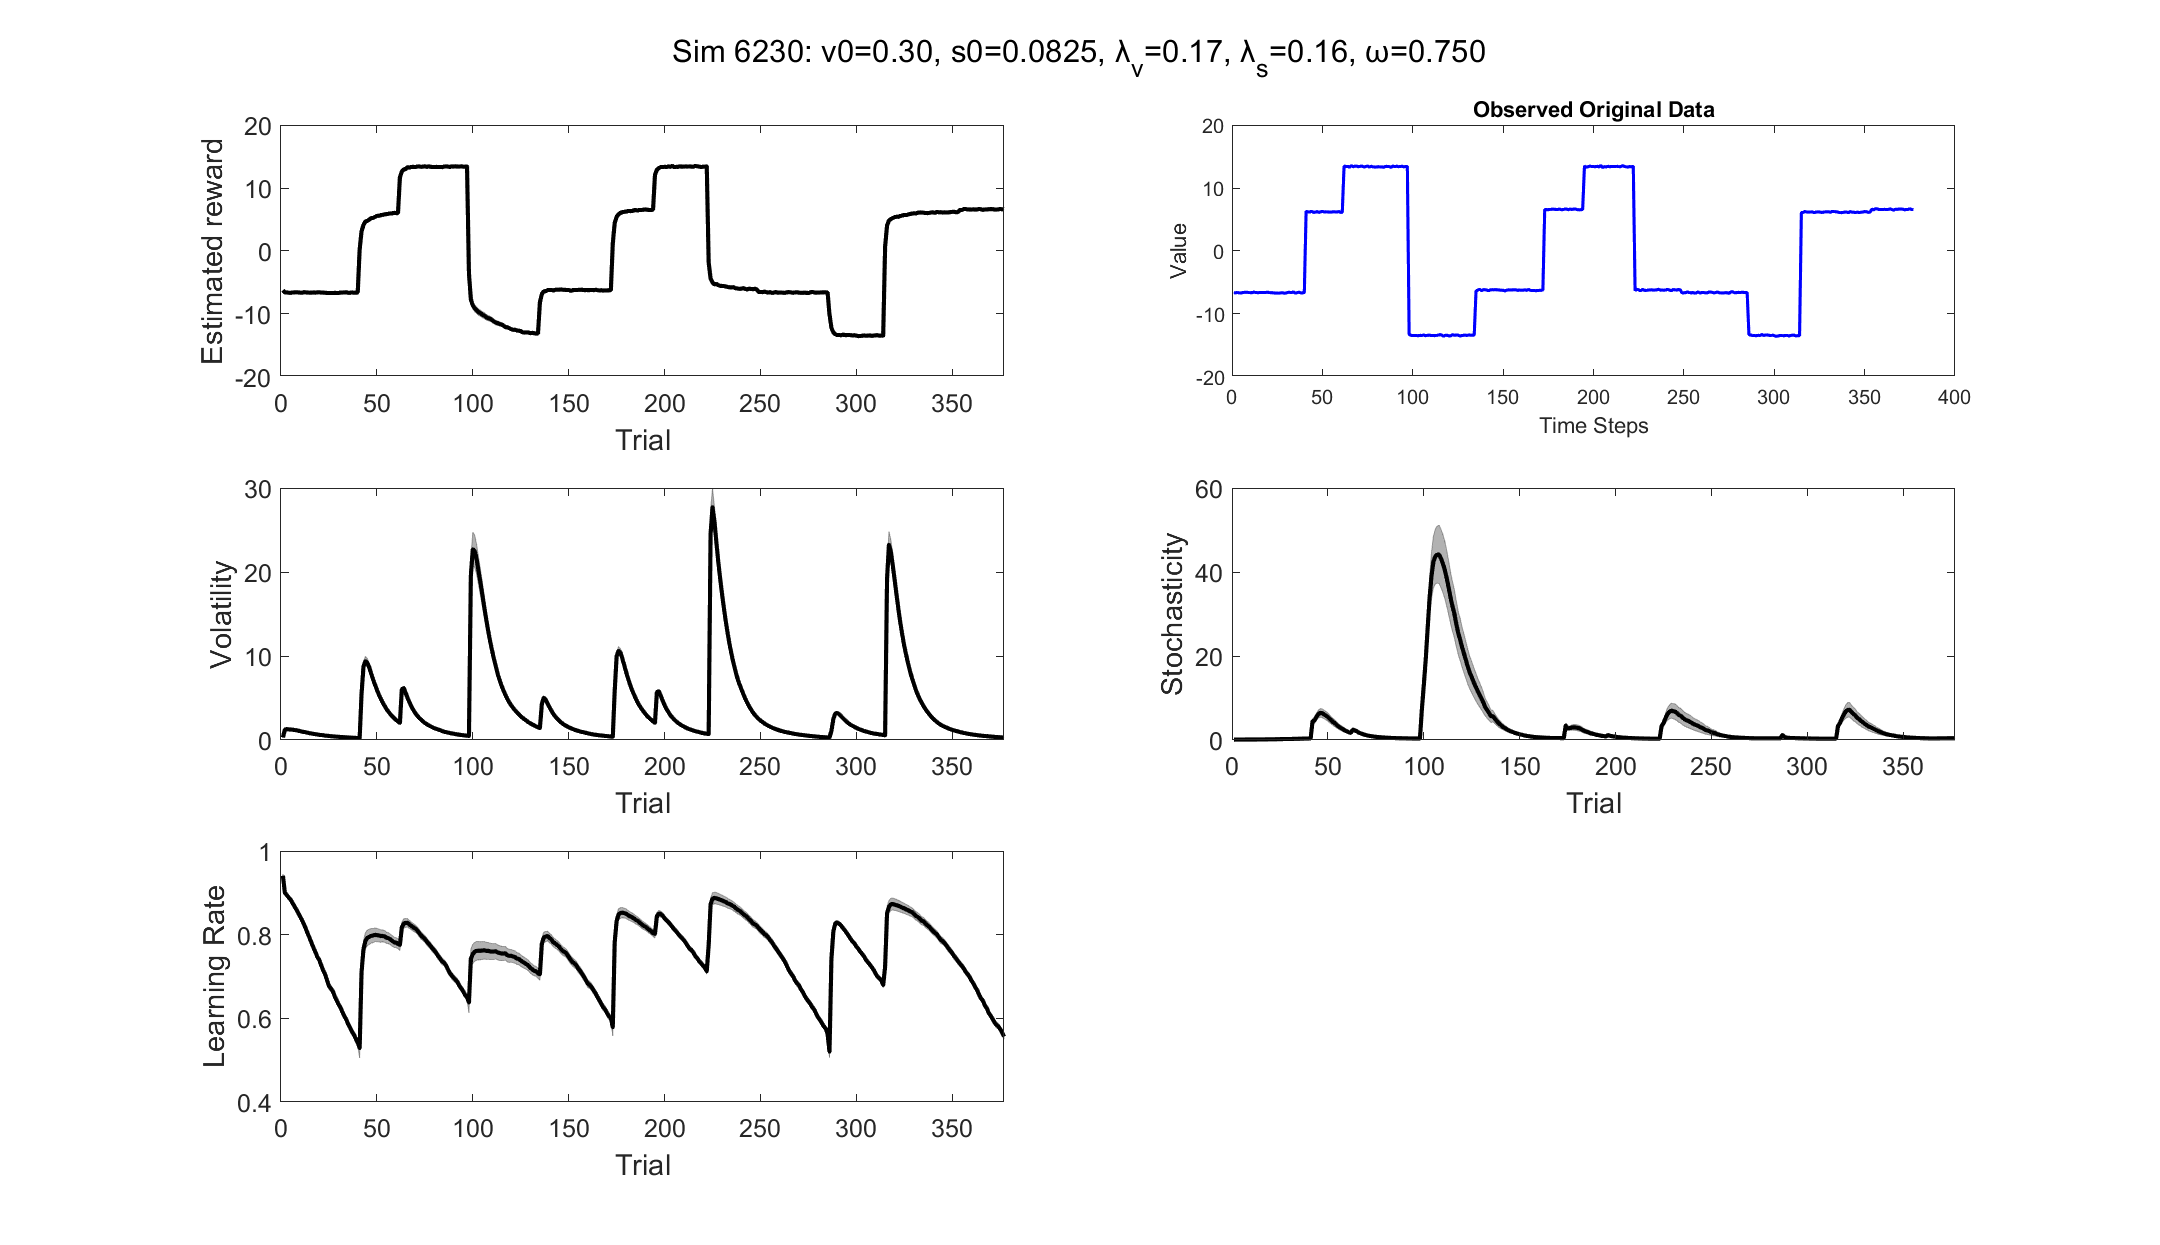 Sim 6230: v0=0.30, s0=0.0825, λ_v=0.17, λ_s=0.16, ω=0.750
Estimated reward
20
10
0
-10
-20
0 50 100 150 200 250 300 350
Trial
Observed Original Data
Value
20
10
0
-10
-20
0 50 100 150 200 250 300 350 400
Time Steps
Volatility
30
20
10
0
0 50 100 150 200 250 300 350
Trial
Stochasticity
60
40
20
0
0 50 100 150 200 250 300 350
Trial
Learning Rate
1
0.8
0.6
0.4
0 50 100 150 200 250 300 350
Trial